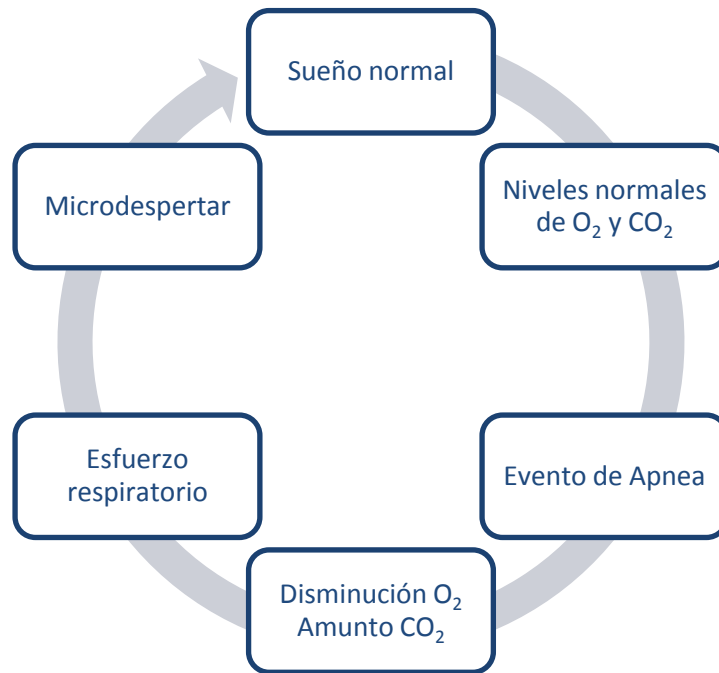 Sueño normal
Niveles normales
de O₂ y CO₂
Evento de Apnea
Disminución O₂
Amunto CO₂
Esfuerzo
respiratorio
Microdespertar